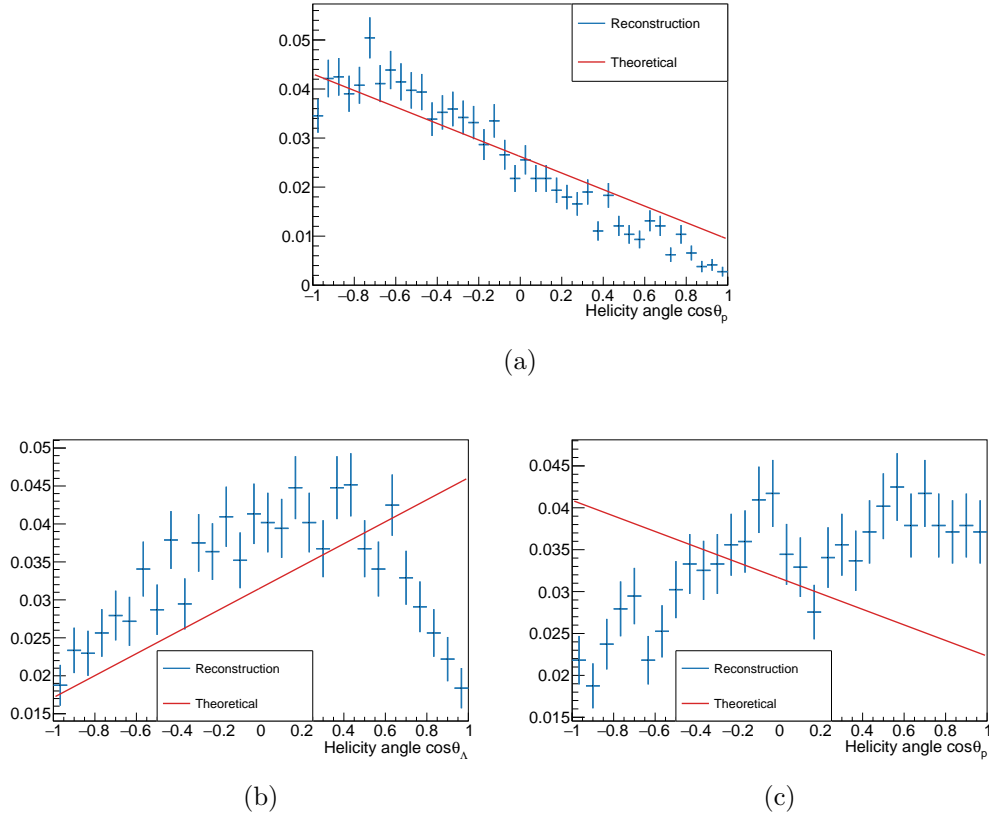 0.05
0.04
0.03
0.02
0.01
0
Reconstruction
Theoretical
−1 −0.8 −0.6 −0.4 −0.2 0 0.2 0.4 0.6 0.8 1
Helicity angle cosθp
(a)
0.05
0.045
0.04
0.035
0.03
0.025
0.02
0.015
Reconstruction
Theoretical
−1 −0.8 −0.6 −0.4 −0.2 0 0.2 0.4 0.6 0.8 1
Helicity angle cosθΛ
(b)
0.045
0.04
0.035
0.03
0.025
0.02
0.015
Reconstruction
Theoretical
−1 −0.8 −0.6 −0.4 −0.2 0 0.2 0.4 0.6 0.8 1
Helicity angle cosθp
(c)